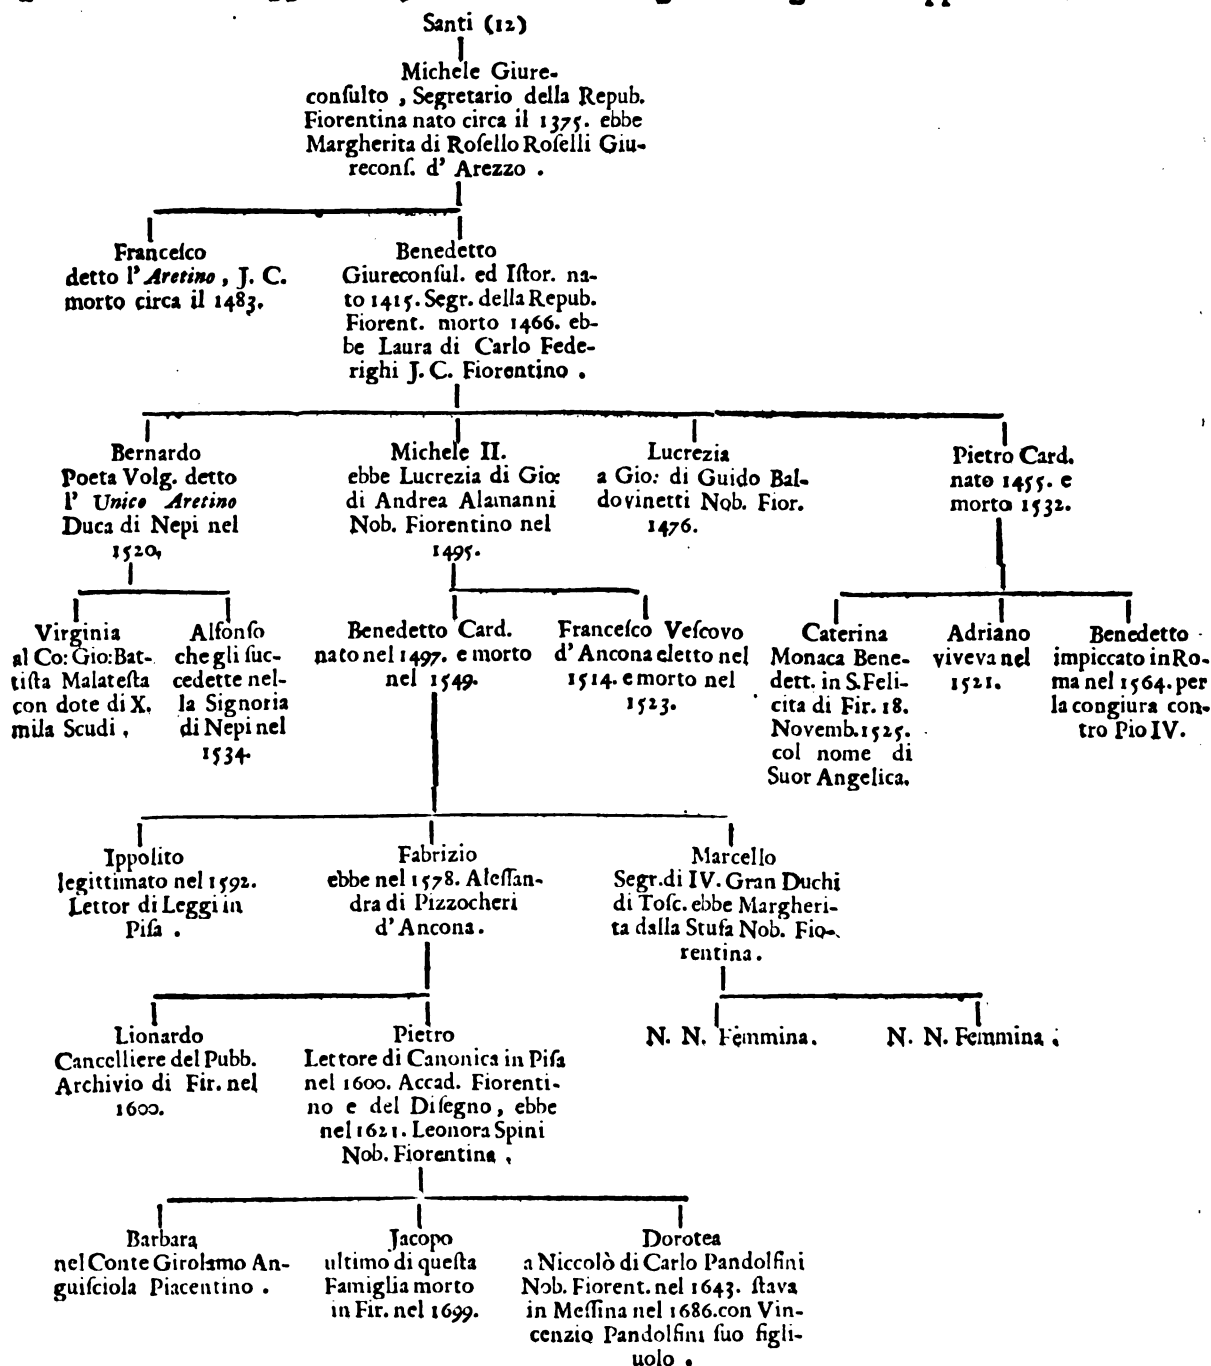 Santi (12)
Michele Giure-
conſulto , Segretario della Repub.
Fiorentina nato circa il 1375. ebbe
Margherita di Roſello Roſelli Giu-
reconſ. d' Arezzo .
Franceſco
detto l' Aretino , J. C.
morto circa il 1483.
Benedetto
Giureconſul. ed Iſtor. na-
to 1415. Segr. della Repub.
Fiorent. morto 1466. eb-
be Laura di Carlo Fede-
righi J. C. Fiorentino .
Bernardo
Poeta Volg. detto
l' Unico Aretino
Duca di Nepi nel
1520,
Michele II.
ebbe Lucrezia di Gio:
di Andrea Alamanni
Nob. Fiorentino nel
1495.
Lucrezia
a Gio: di Guido Bal-
dovinetti Nob. Fior.
1476.
Pietro Card.
nato 1455. e
morto 1532.
Virginia
al Co: Gio: Bat-
tiſta Malateſta
con dote di X.
mila Scudi .
Alfonſo
che gli ſuc-
cedette nel-
la Signoria
di Nepi nel
1534.
Benedetto Card.
nato nel 1497. e morto
nel 1549.
Franceſco Veſcovo
d' Ancona eletto nel
1514. e morto nel
1523.
Caterina
Monaca Bene-
dett. in S. Feli-
cita di Fir. 18.
Novemb. 1525.
col nome di
Suor Angelica.
Adriano
viveva nel
1521.
Benedetto
impiccato in Ro-
ma nel 1564. per
la congiura con-
tro Pio IV.
Ippolito
legittimato nel 1592.
Lettor di Leggi in
Piſa .
Fabrizio
ebbe nel 1578. Aleſſan-
dra di Pizzocheri
d' Ancona .
Marcello
Segr. di IV. Gran Duchi
di Toſc. ebbe Margheri-
ta dalla Stufa Nob. Fio-
rentina .
Lionardo
Cancelliere del Pubb.
Archivio di Fir. nel
1600.
Pietro
Lettore di Canonica in Piſa
nel 1600. Accad. Fiorenti-
no e del Diſegno , ebbe
nel 1621. Leonora Spini
Nob. Fiorentina .
N. N. Femmina.
N. N. Femmina .
Barbara
nel Conte Girolamo An-
guiſciola Piacentino .
Jacopo
ultimo di queſta
Famiglia morto
in Fir. nel 1699.
Dorotea
a Niccolò di Carlo Pandolfini
Nob. Fiorent. nel 1643. ſtava
in Meſſina nel 1686. con Vin-
cenzio Pandolfini ſuo figli-
uolo .